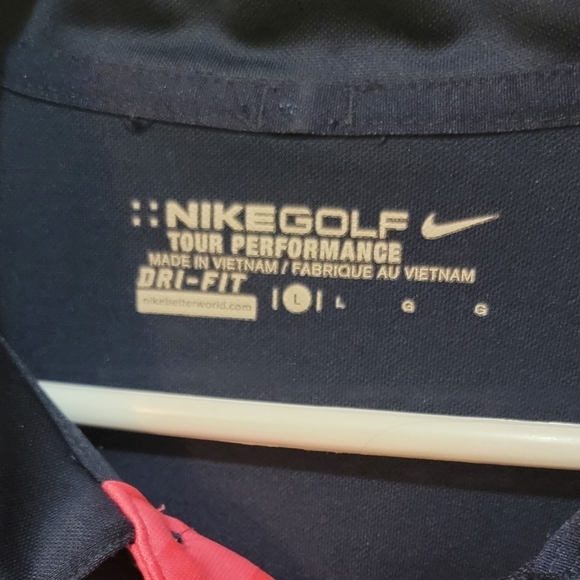 NIKEGOLF
TOUR PERFORMANCE
MADE IN VIETNAM / FABRIQUE AU VIETNAM
DRI-FIT
nikebetterworld.com L L G G